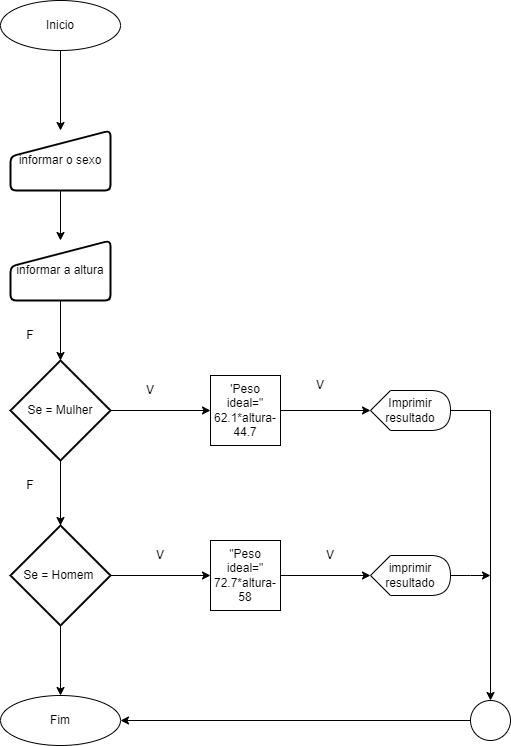 Inicio
informar o sexo
informar a altura
F
Se = Mulher
V
'Peso
ideal="
62.1*altura-
44.7
V
Imprimir
resultado
F
Se = Homem
V
"Peso
ideal="
72.7*altura-
58
V
imprimir
resultado
Fim